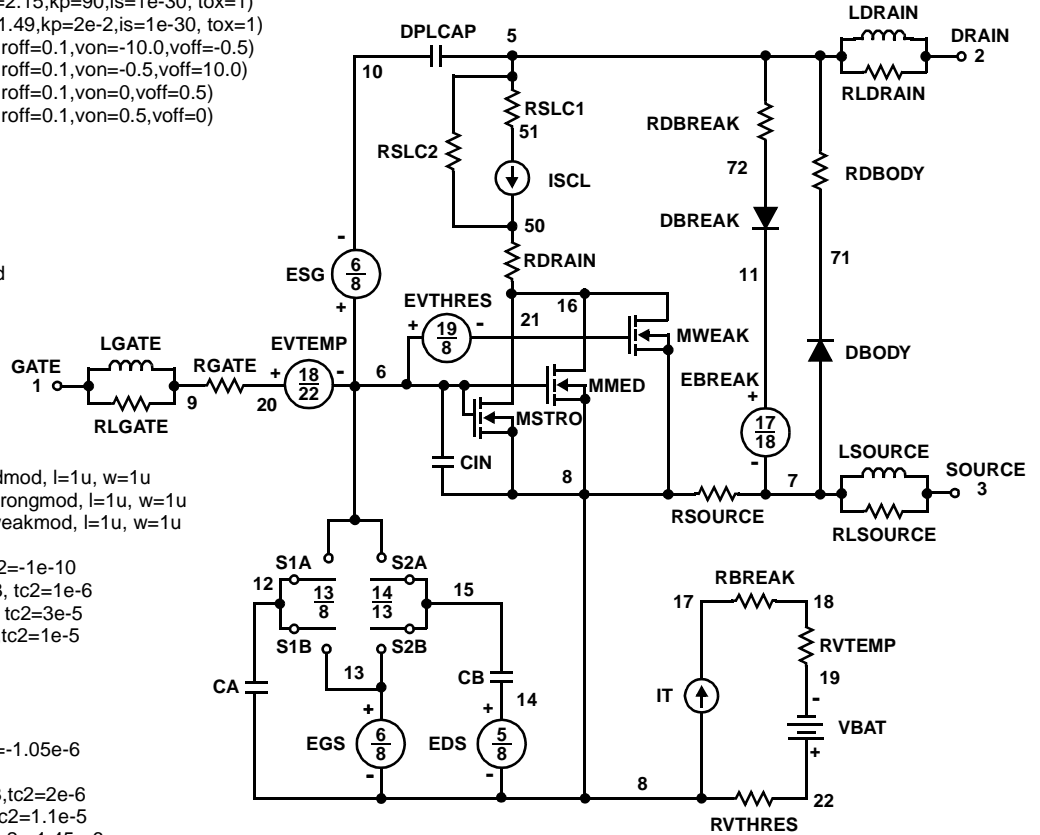 =2.15,kp=90,is=1e-30, tox=1)
1.49,kp=2e-2,is=1e-30, tox=1)
roff=0.1,von=-10.0,voff=-0.5)
roff=0.1,von=-0.5,voff=10.0)
roff=0.1,von=0,voff=0.5)
roff=0.1,von=0.5,voff=0)
LDRAIN
DPLCAP 5 DRAIN
10 2
RLDRAIN
RSLC1
51
RDBREAK
RSLC2
72 RDBODY
ISCL
DBREAK
50
- RDRAIN
ESG 6/8 11 71
+
EVTHRES 16
+ 19/8 - 21 MWEAK
LGATE EVTEMP
GATE RGATE + 18/22 - 6 MMED EBREAK DBODY
1 +
9 20 MSTRO
RLGATE 17/18
LSOURCE
CIN - SOURCE
8 7 3
RSOURCE
RLSOURCE
dmod, l=1u, w=1u
rongmod, l=1u, w=1u
eakmod, l=1u, w=1u
2=-1e-10
, tc2=1e-6
tc2=3e-5
tc2=1e-5
S1A S2A RBREAK
12 13/8 14/13 15 17 18
S1B S2B RVTEMP
13 19
CA CB IT -
+ + 14 VBAT
EGS 6/8 EDS 5/8 +
- - 8
22
RVTHRES
=-1.05e-6
,tc2=2e-6
c2=1.1e-5